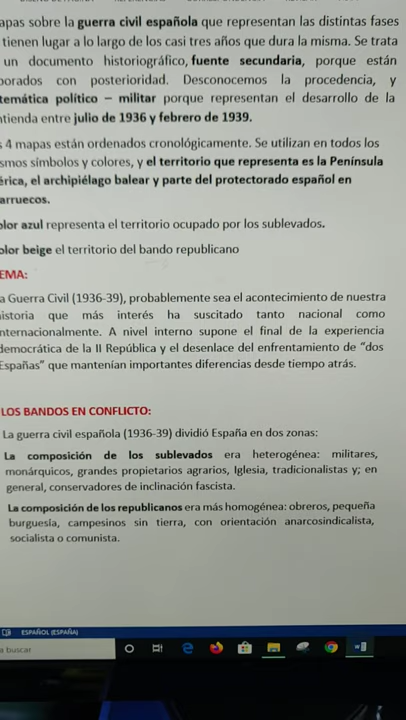 apas sobre la guerra civil española que representan las distintas fases
tienen lugar a lo largo de los casi tres años que dura la misma. Se trata
un documento historiográfico, fuente secundaria, porque están
borados con posterioridad. Desconocemos la procedencia, y
temática político – militar porque representan el desarrollo de la
ntienda entre julio de 1936 y febrero de 1939.
s 4 mapas están ordenados cronológicamente. Se utilizan en todos los
smos símbolos y colores, y el territorio que representa es la Península
érica, el archipiélago balear y parte del protectorado español en
arruecos.
olor azul representa el territorio ocupado por los sublevados.
olor beige el territorio del bando republicano
EMA:
a Guerra Civil (1936-39), probablemente sea el acontecimiento de nuestra
istoria que más interés ha suscitado tanto nacional como
nternacionalmente. A nivel interno supone el final de la experiencia
democrática de la II República y el desenlace del enfrentamiento de "dos
Españas" que mantenían importantes diferencias desde tiempo atrás.
LOS BANDOS EN CONFLICTO:
La guerra civil española (1936-39) dividió España en dos zonas:
La composición de los sublevados era heterogénea: militares,
monárquicos, grandes propietarios agrarios, Iglesia, tradicionalistas y; en
general, conservadores de inclinación fascista.
La composición de los republicanos era más homogénea: obreros, pequeña
burguesía, campesinos sin tierra, con orientación anarcosindicalista,
socialista o comunista.
ESPAÑOL (ESPAÑA)
a buscar